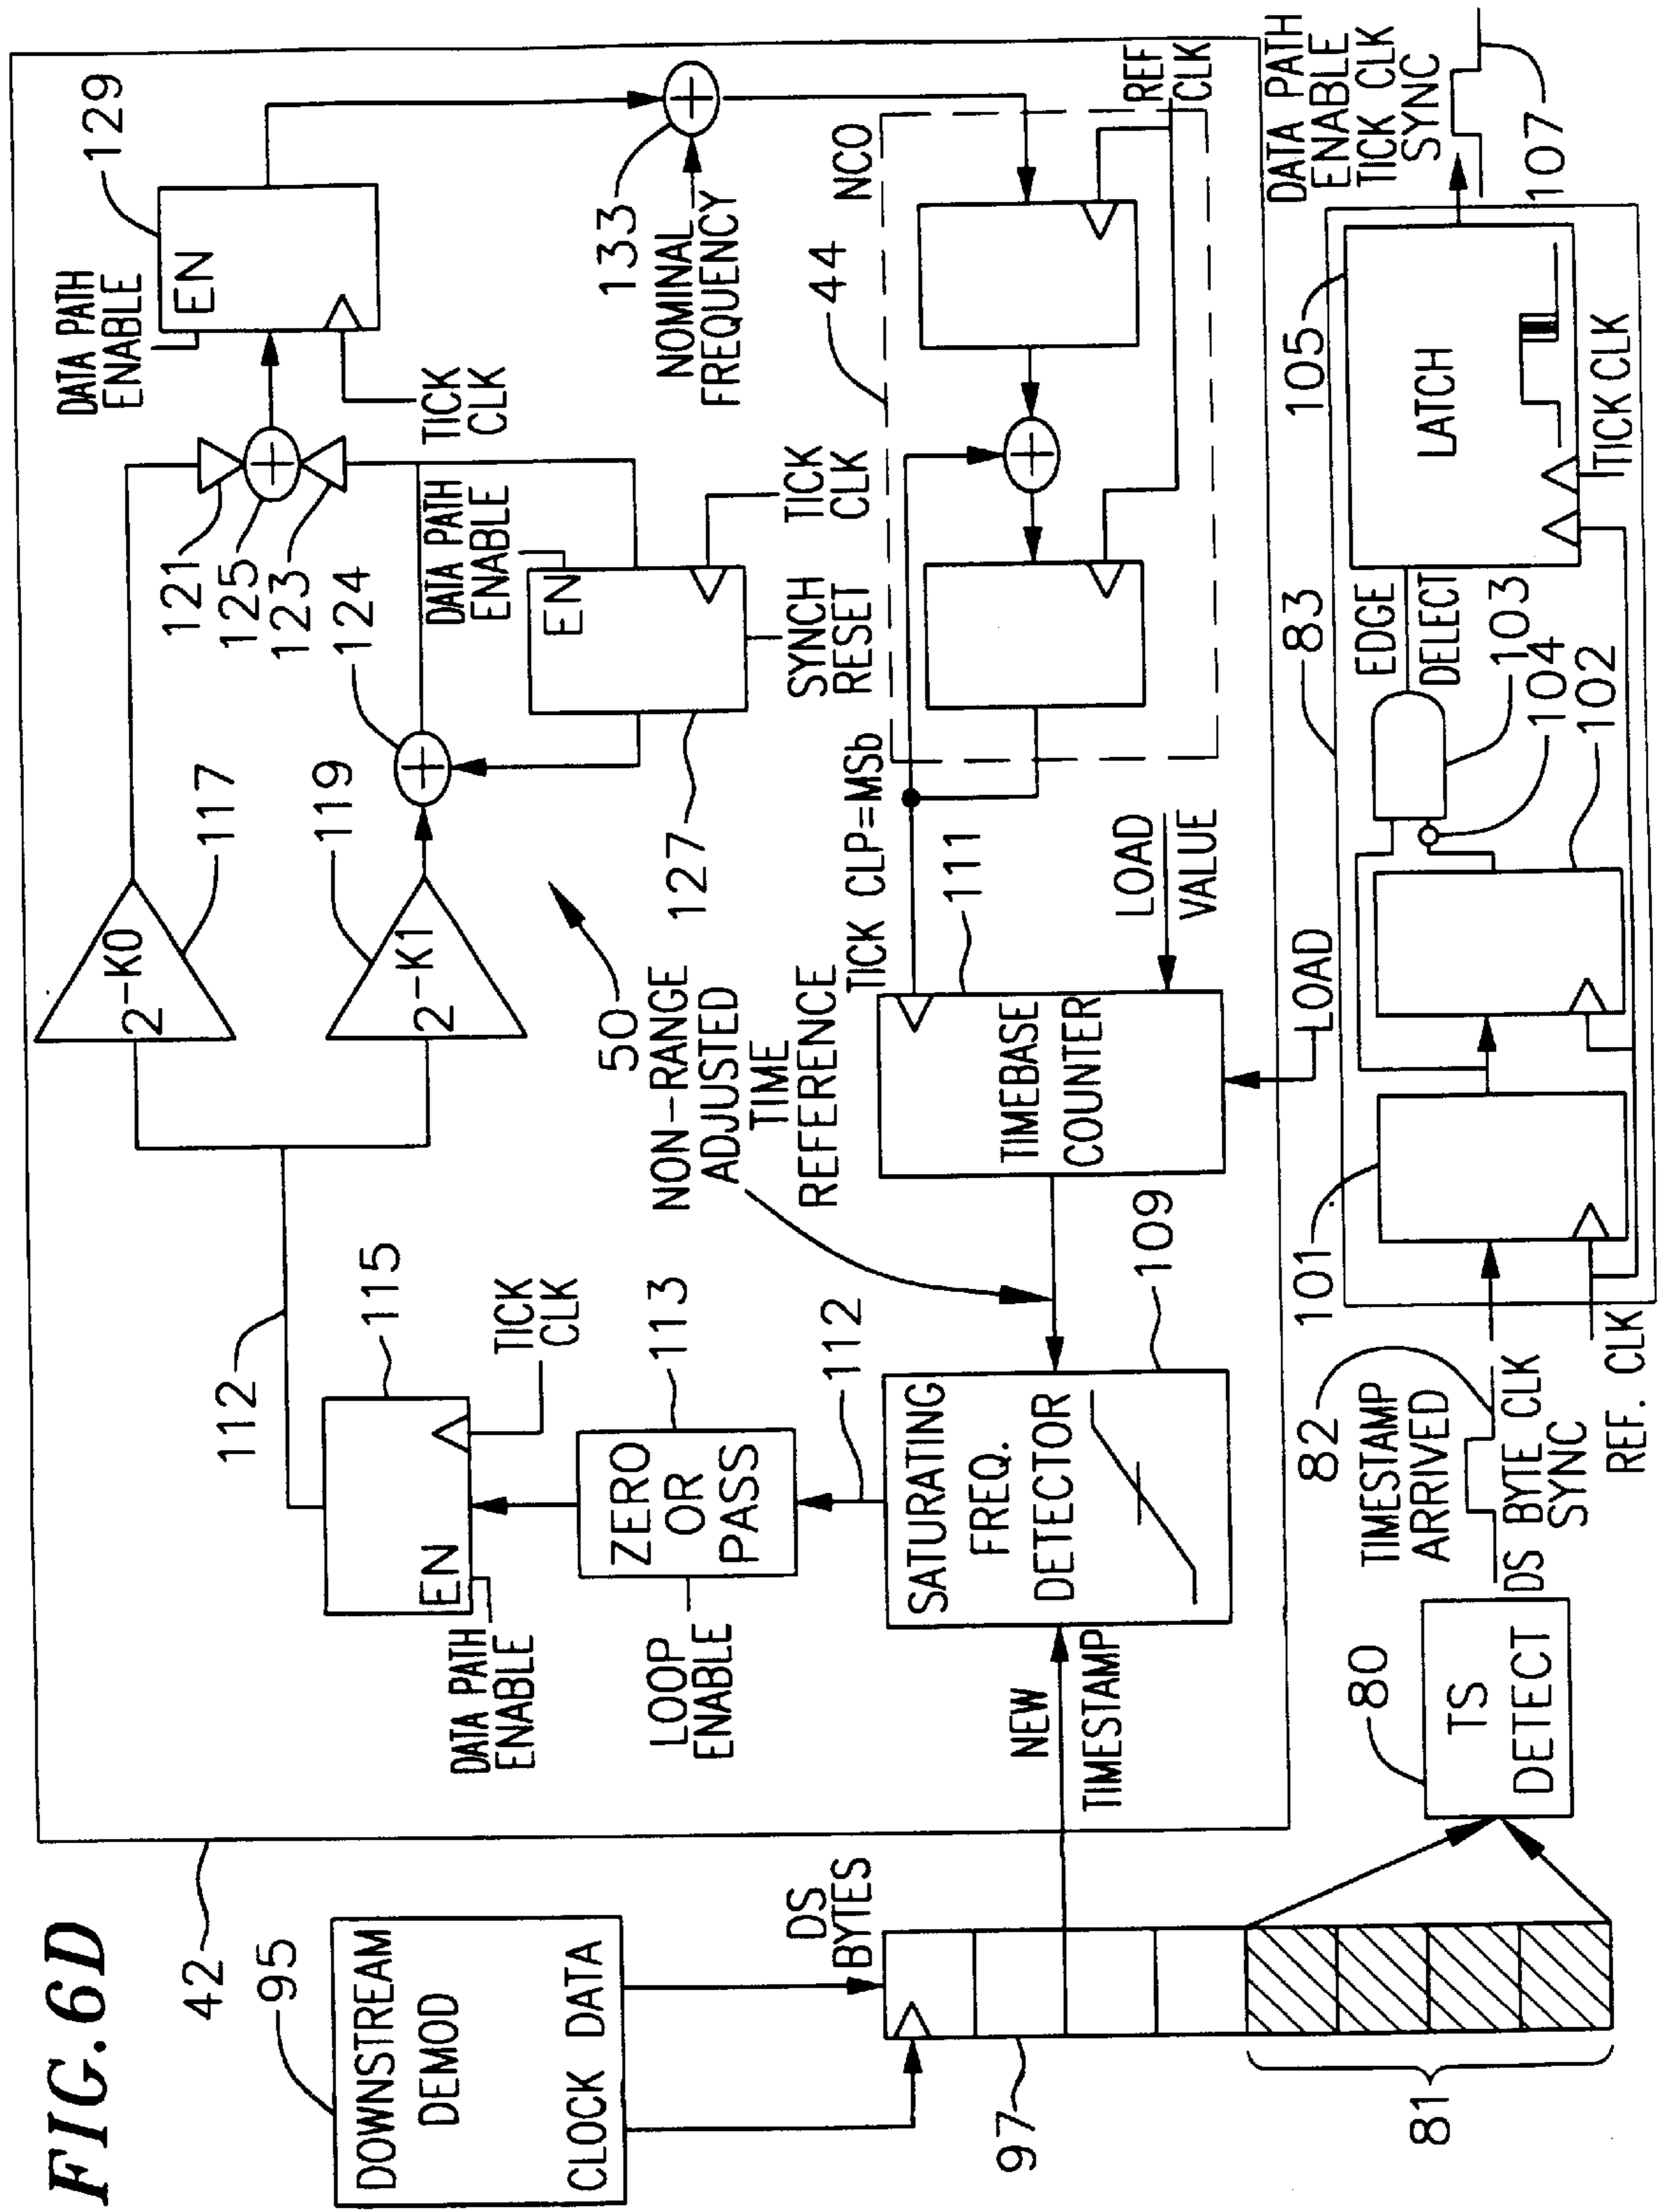 FIG. 6D
42
95
DOWNSTREAM
DEMOD
CLOCK DATA
DS
BYTES
97
81
NEW
TIMESTAMP
80
TS
DETECT
DATA PATH
ENABLE
EN
115
TICK
CLK
112
LOOP
ENABLE
ZERO
OR
PASS
113
112
SATURATING
FREQ.
DETECTOR
109
82
TIMESTAMP
ARRIVED
DS BYTE CLK
SYNC
REF. CLK
2-K0
117
2-K1
119
50
NON-RANGE
ADJUSTED
TIME
REFERENCE
TIMEBASE
COUNTER
111
TICK CLP=MSb
LOAD
VALUE
LOAD
101
121
125
123
124
127
DATA PATH
ENABLE
EN
TICK
CLK
SYNCH
RESET
DATA PATH
ENABLE
EN
129
TICK
CLK
133
NOMINAL
FREQUENCY
44
NCO
REF
CLK
83
EDGE
DELECT
103
104
102
105
LATCH
TICK CLK
DATA PATH
ENABLE
TICK CLK
SYNC
107